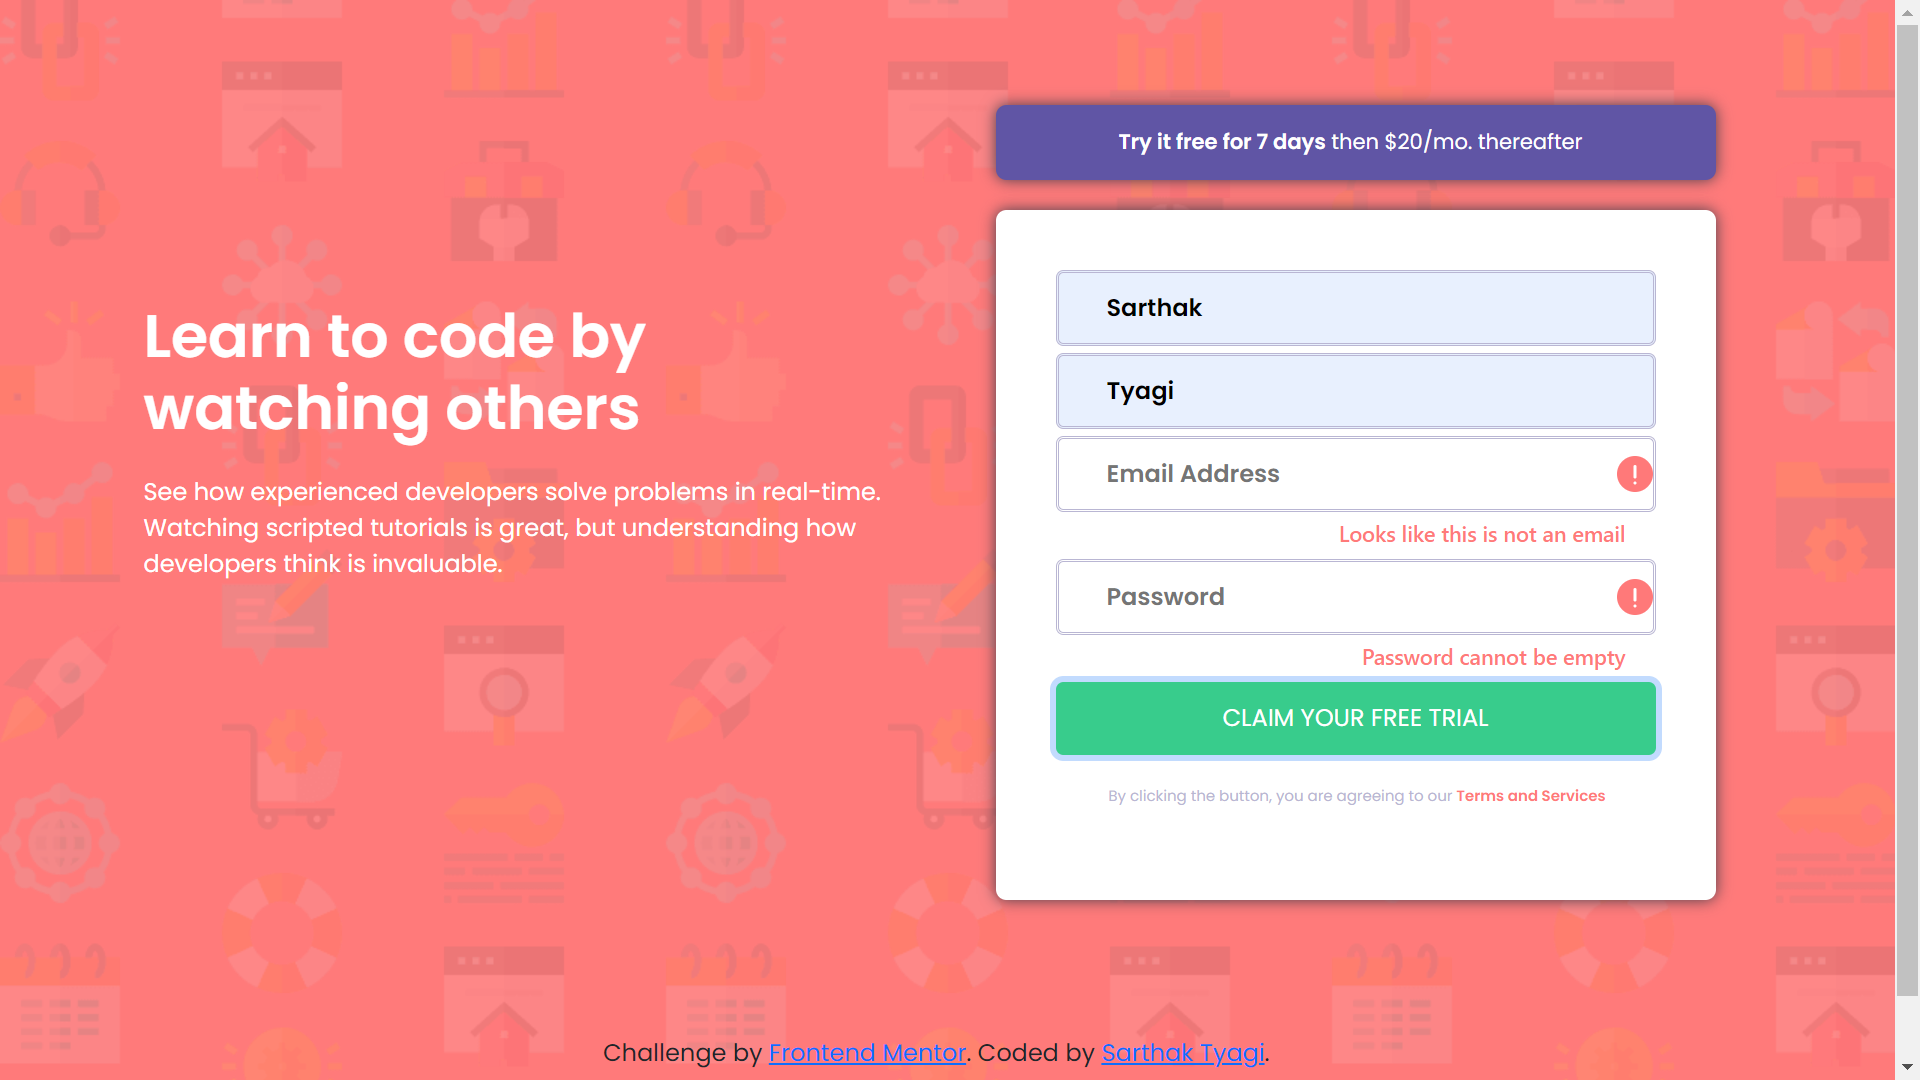 Learn to code by
watching others
See how experienced developers solve problems in real-time.
Watching scripted tutorials is great, but understanding how
developers think is invaluable.
Try it free for 7 days then $20/mo. thereafter
Sarthak
Tyagi
Email Address
Looks like this is not an email
Password
Password cannot be empty
CLAIM YOUR FREE TRIAL
By clicking the button, you are agreeing to our Terms and Services
Challenge by Frontend Mentor. Coded by Sarthak Tyagi.